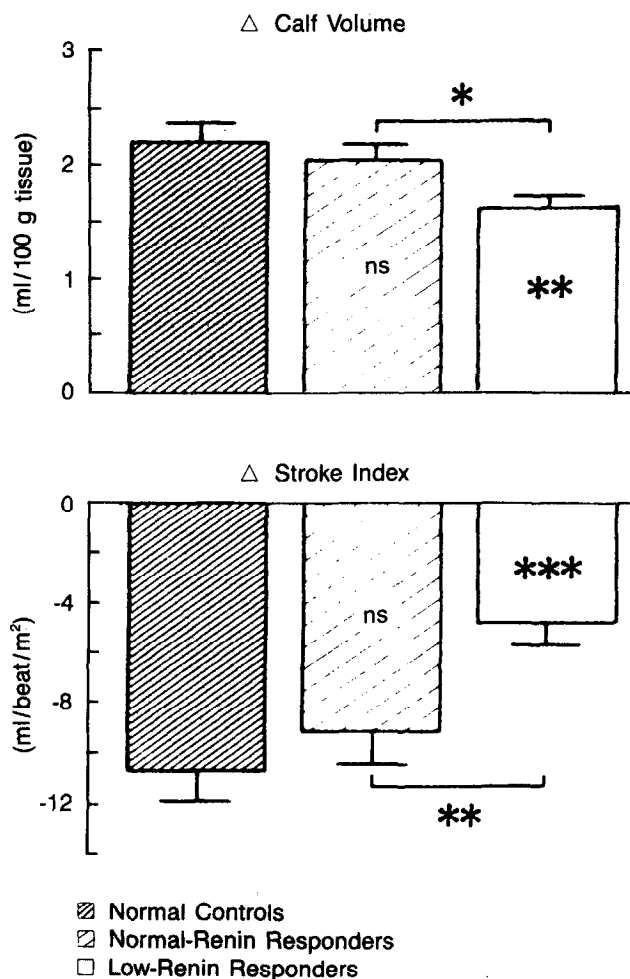 △ Calf Volume
3
2
1
0
(ml/100 g tissue)
*
ns
**
△ Stroke Index
0
-4
-8
-12
(ml/beat/m²)
***
ns
**
Normal Controls
Normal-Renin Responders
Low-Renin Responders